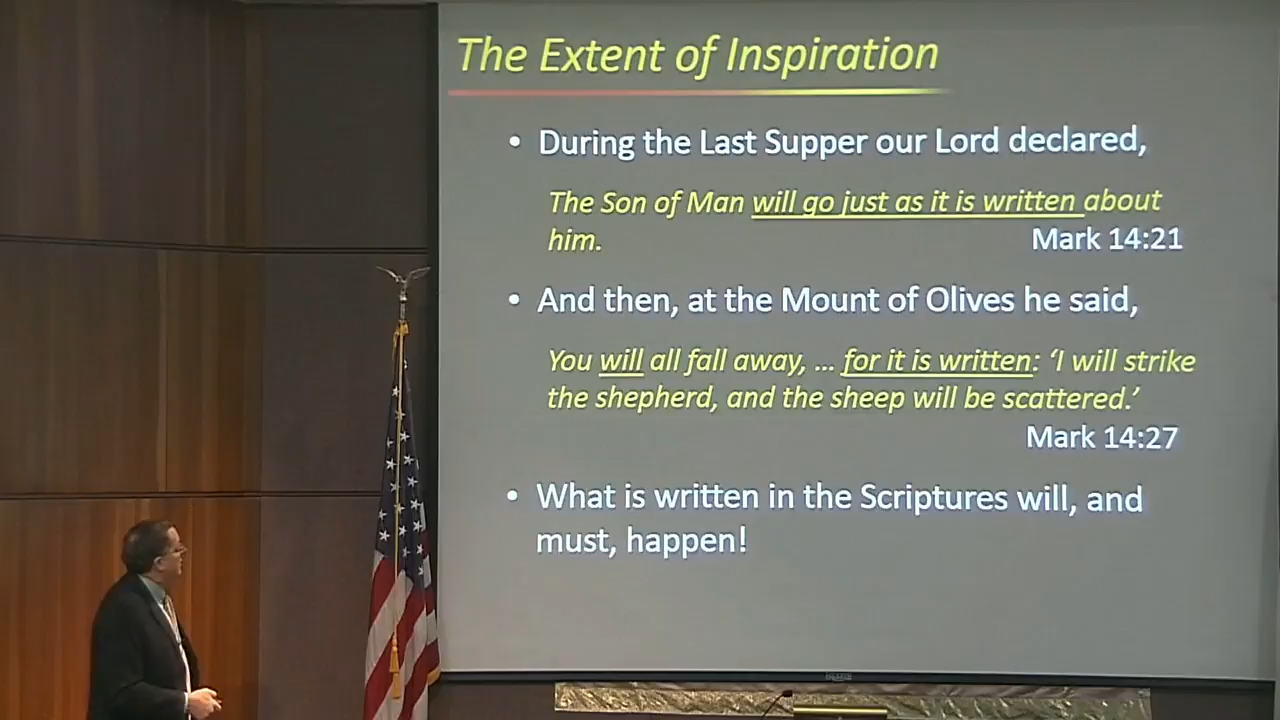 The Extent of Inspiration
• During the Last Supper our Lord declared,
The Son of Man will go just as it is written about
him. Mark 14:21
• And then, at the Mount of Olives he said,
You will all fall away, ... for it is written: ‘I will strike
the shepherd, and the sheep will be scattered.’
Mark 14:27
• What is written in the Scriptures will, and
must, happen!